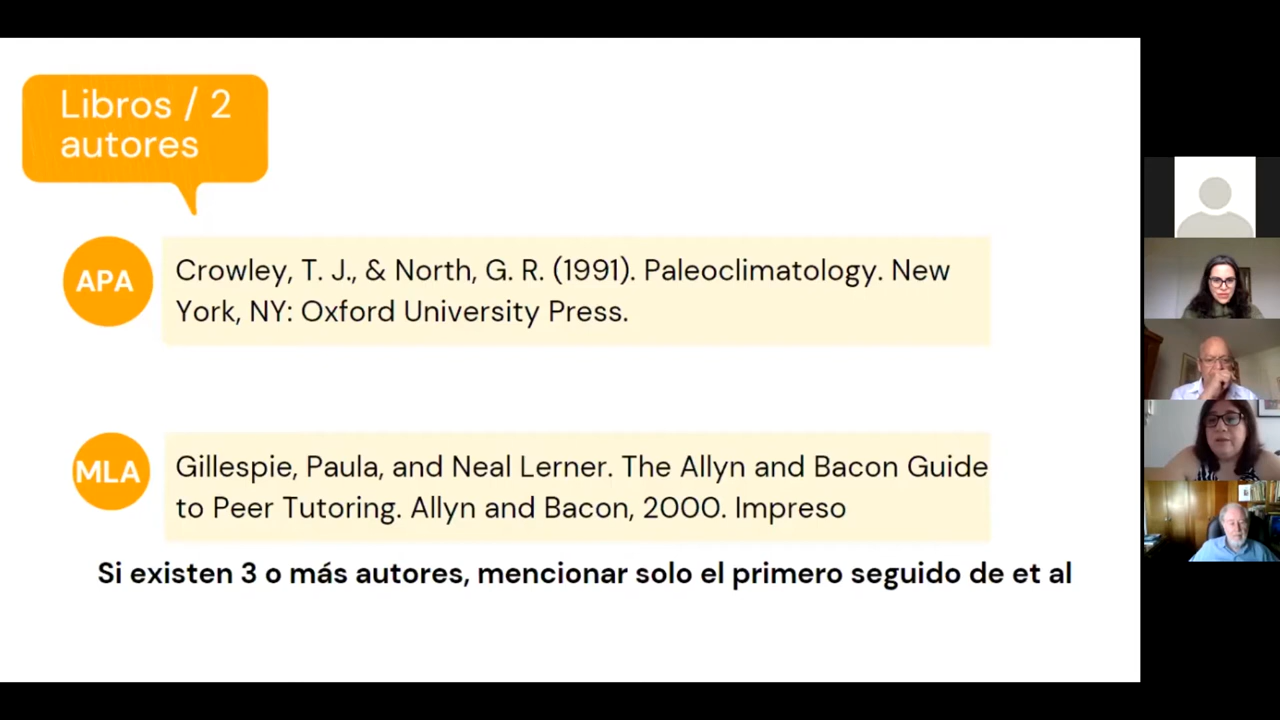 Libros / 2
autores
APA
Crowley, T. J., & North, G. R. (1991). Paleoclimatology. New
York, NY: Oxford University Press.
MLA
Gillespie, Paula, and Neal Lerner. The Allyn and Bacon Guide
to Peer Tutoring. Allyn and Bacon, 2000. Impreso
Si existen 3 o más autores, mencionar solo el primero seguido de et al